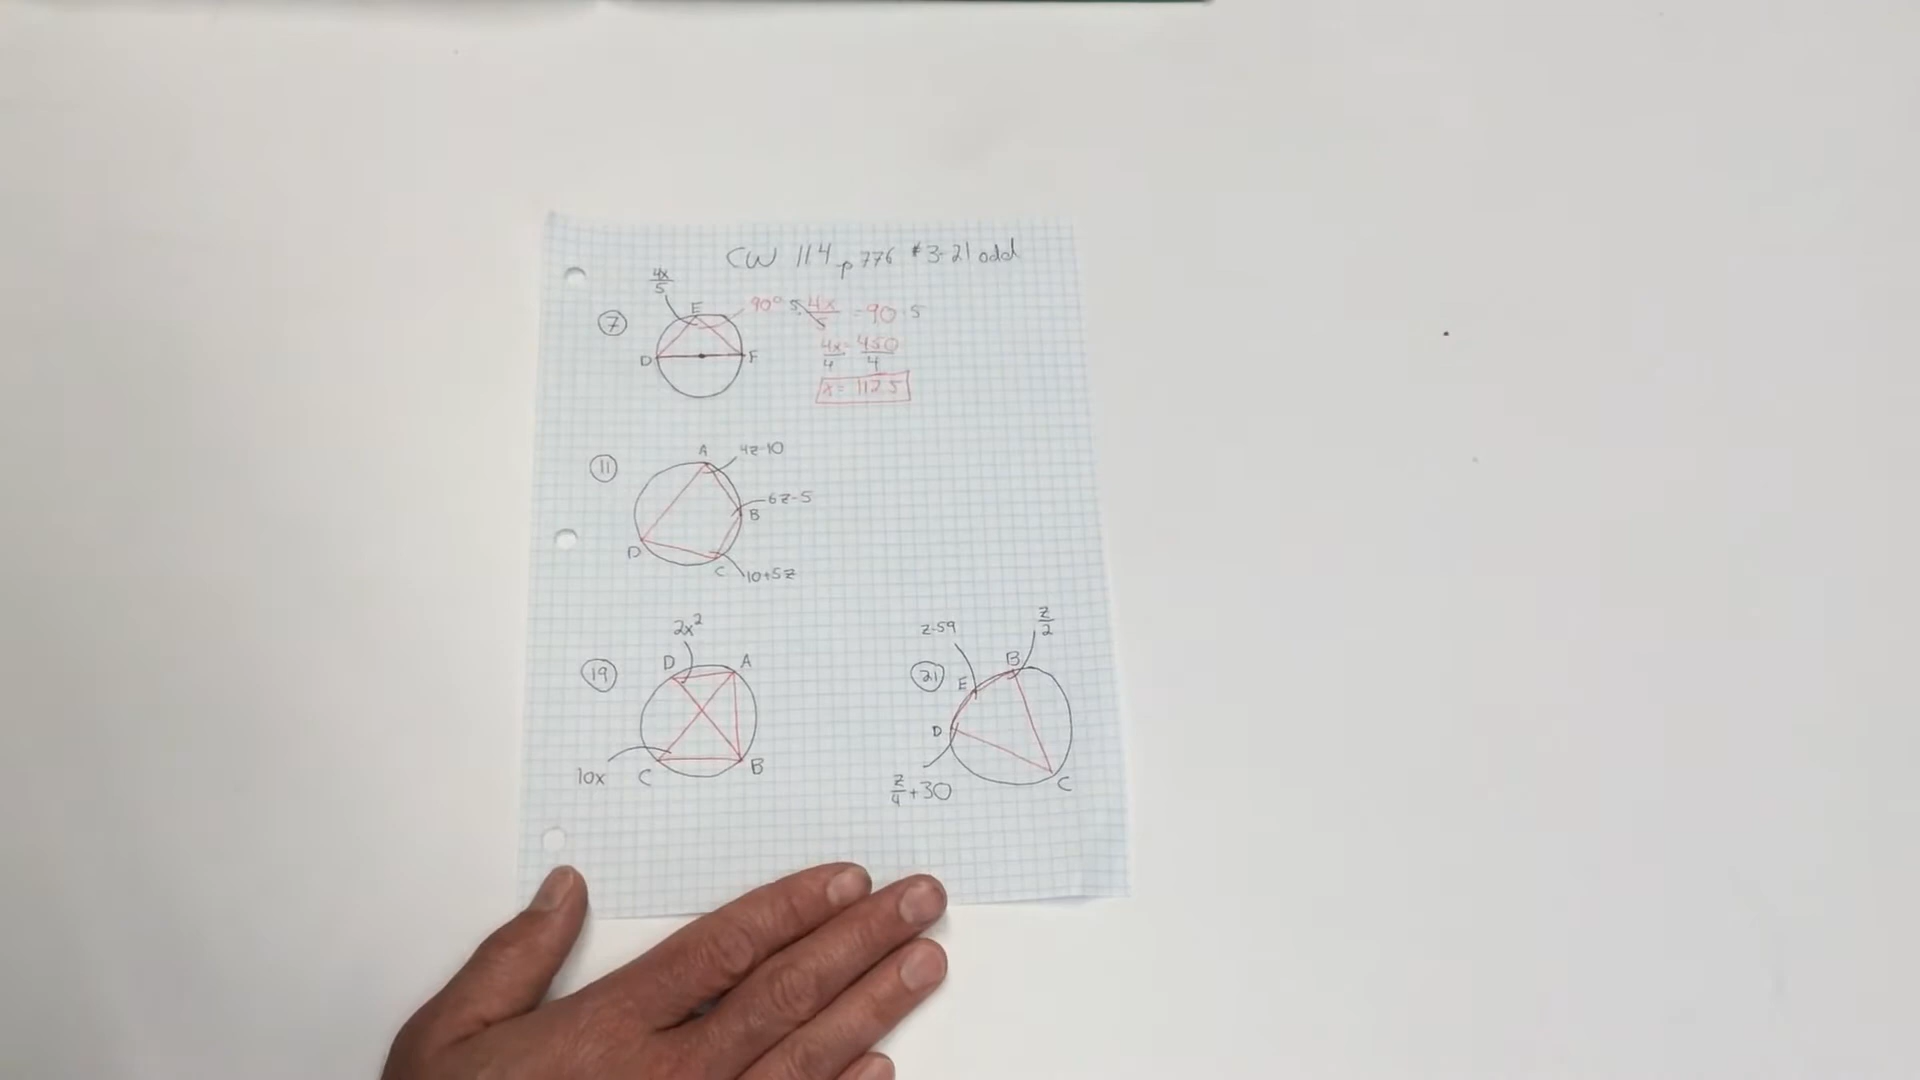 CW 114 p776 #3-21 odd
7
4x/5
E
D
F
90° 5· 4x/5 = 90·5
4x/4 = 450/4
x= 112.5
11
A
4z-10
6z-5
B
D
C
10+5z
19
2x²
D
A
10x
C
B
21
z-59
z/2
B
E
D
z/4+30
C